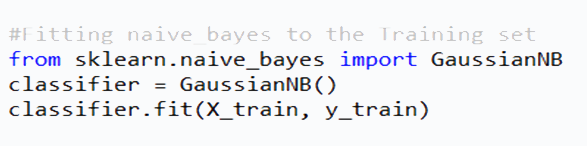 #Fitting naive_bayes to the Training set
from sklearn.naive_bayes import GaussianNB
classifier = GaussianNB()
classifier.fit(X_train, y_train)